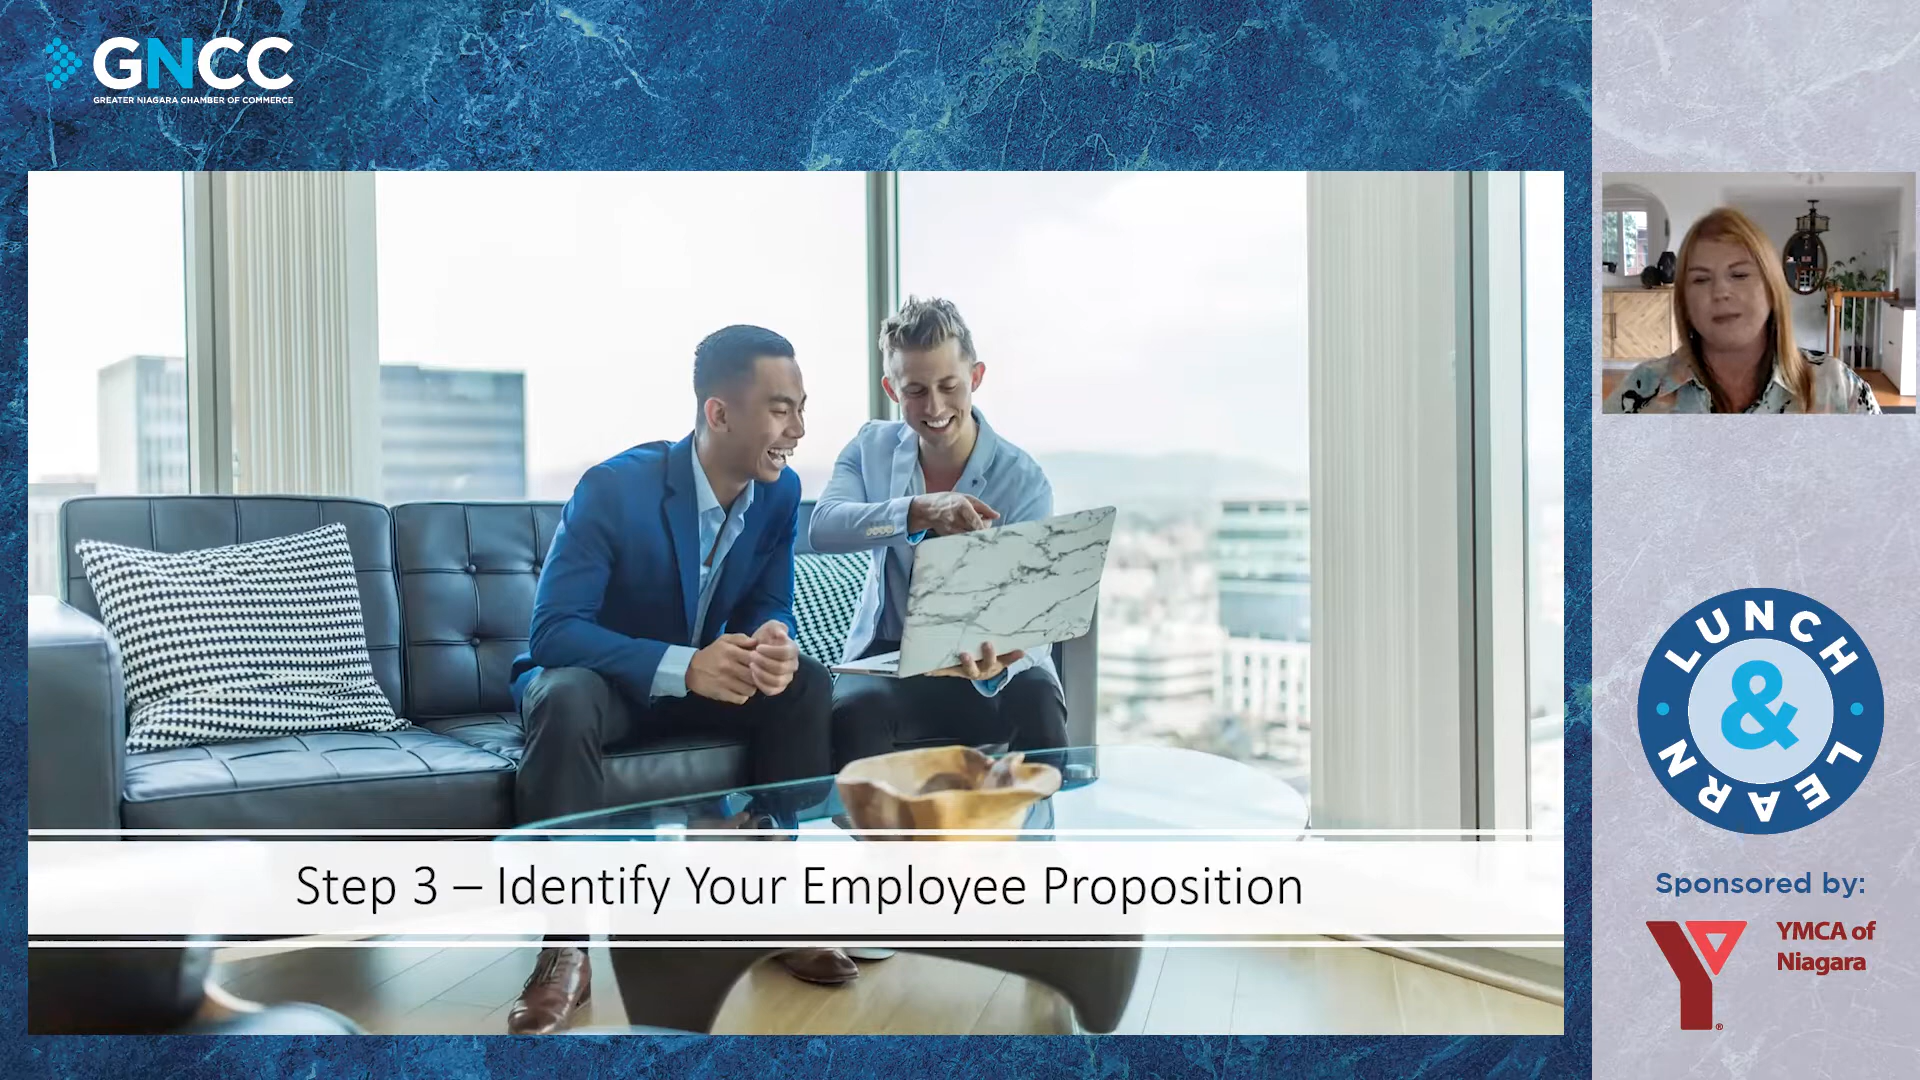 GNCC
GREATER NIAGARA CHAMBER OF COMMERCE
Step 3 – Identify Your Employee Proposition
LUNCH
&
LEARN
Sponsored by:
YMCA of
Niagara